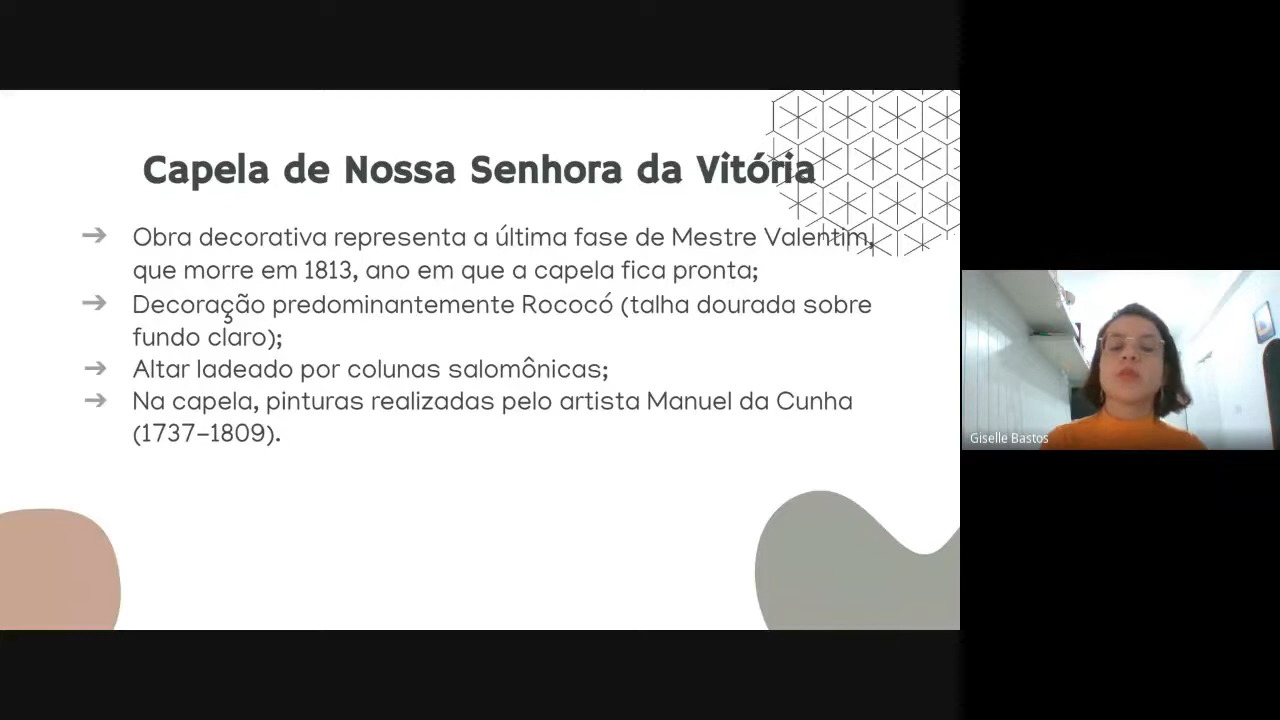 Capela de Nossa Senhora da Vitória
Obra decorativa representa a última fase de Mestre Valentim,
que morre em 1813, ano em que a capela fica pronta;
Decoração predominantemente Rococó (talha dourada sobre
fundo claro);
Altar ladeado por colunas salomônicas;
Na capela, pinturas realizadas pelo artista Manuel da Cunha
(1737–1809).
Giselle Bastos